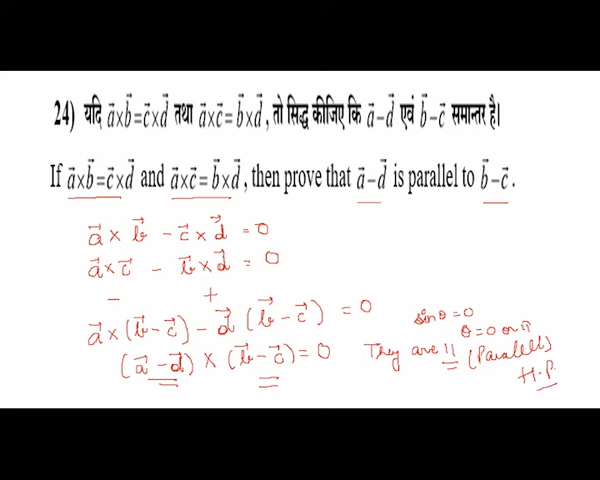 24) यदि a⃗×b⃗=c⃗×d⃗ तथा a⃗×c⃗=b⃗×d⃗, तो सिद्ध कीजिए कि a⃗–d⃗ एवं b⃗–c⃗ समान्तर है।
If a⃗×b⃗=c⃗×d⃗ and a⃗×c⃗=b⃗×d⃗, then prove that a⃗–d⃗ is parallel to b⃗–c⃗.
a⃗ × b⃗ – c⃗ × d⃗ = 0
a⃗ × c⃗ – b⃗ × d⃗ = 0
– +
a⃗ × (b⃗ – c⃗) – d⃗ (b⃗ – c⃗) = 0
(a⃗ – d⃗) × (b⃗ – c⃗) = 0
sinθ = 0
θ = 0 or π
They are || (Parallel)
H.P.